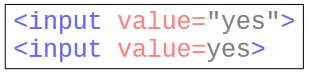 <input value="yes">
<input value=yes>